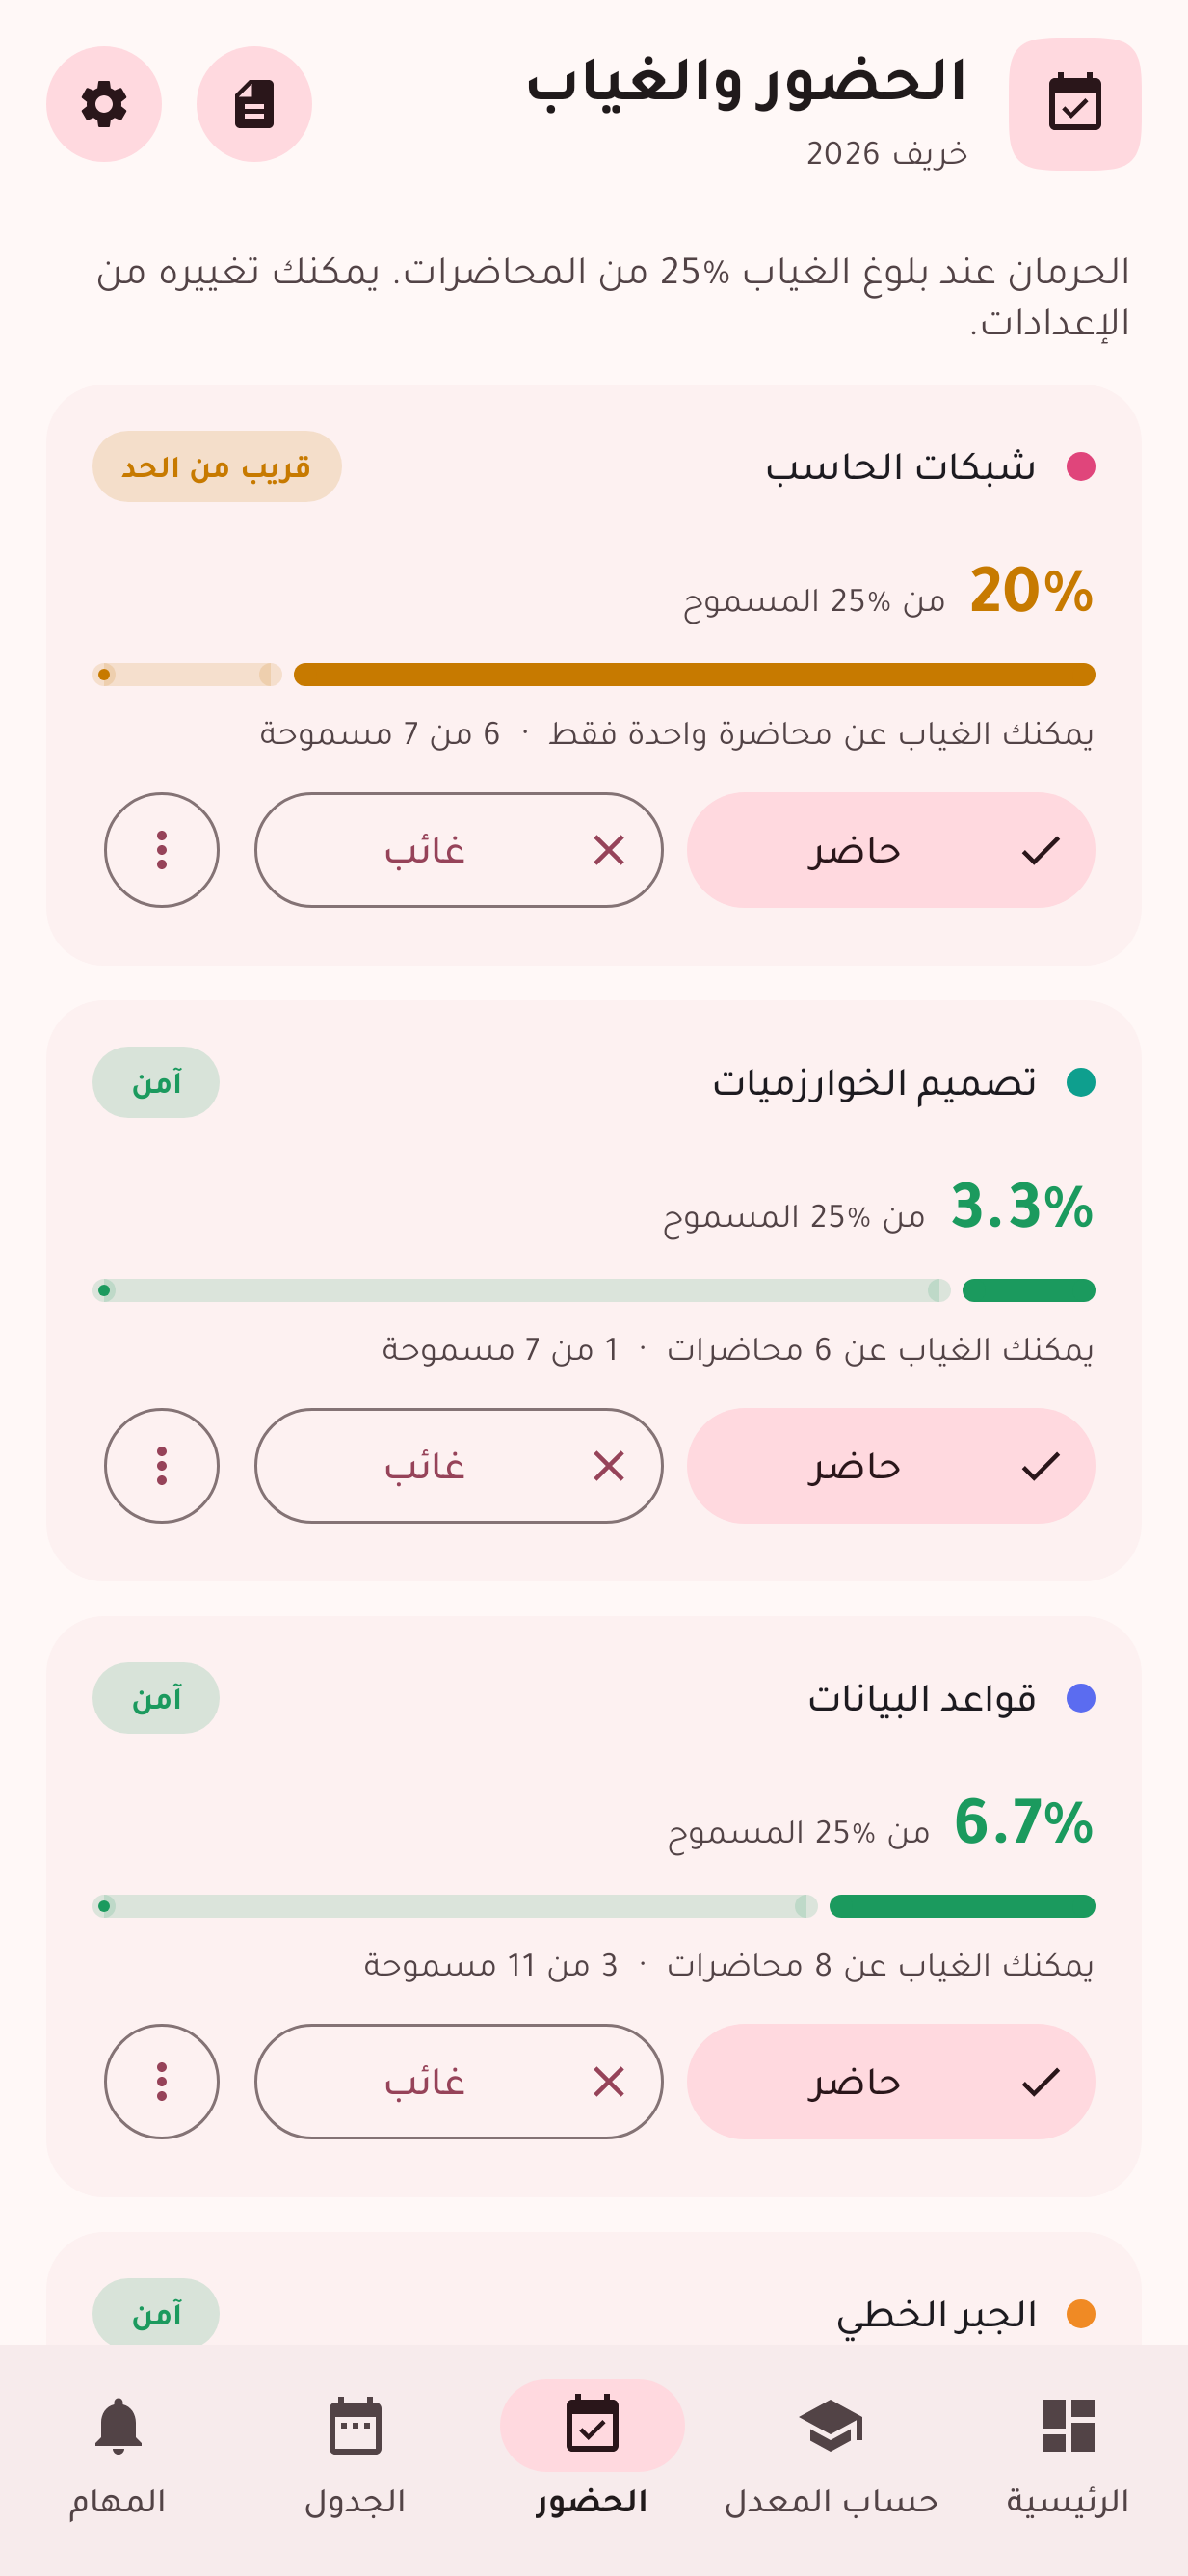 الحضور والغياب
خريف 2026
الحرمان عند بلوغ الغياب 25% من المحاضرات. يمكنك تغييره من
الإعدادات.
شبكات الحاسب
قريب من الحد
20% من 25% المسموح
يمكنك الغياب عن محاضرة واحدة فقط · 6 من 7 مسموحة
حاضر
غائب
تصميم الخوارزميات
آمن
3.3% من 25% المسموح
يمكنك الغياب عن 6 محاضرات · 1 من 7 مسموحة
حاضر
غائب
قواعد البيانات
آمن
6.7% من 25% المسموح
يمكنك الغياب عن 8 محاضرات · 3 من 11 مسموحة
حاضر
غائب
الجبر الخطي
آمن
الرئيسية
حساب المعدل
الحضور
الجدول
المهام